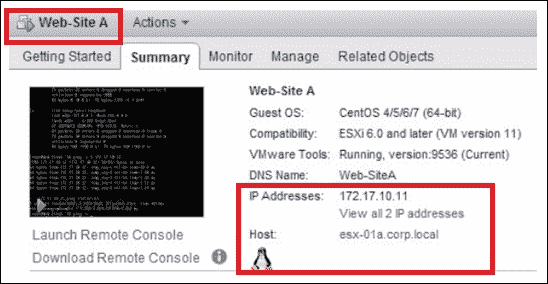 Web-Site A Actions
Getting Started Summary Monitor Manage Related Objects
Web-Site A
Guest OS: CentOS 4/5/6/7 (64-bit)
Compatibility: ESXi 6.0 and later (VM version 11)
VMware Tools: Running, version:9536 (Current)
DNS Name: Web-SiteA
IP Addresses: 172.17.10.11
View all 2 IP addresses
Host: esx-01a.corp.local
Launch Remote Console
Download Remote Console